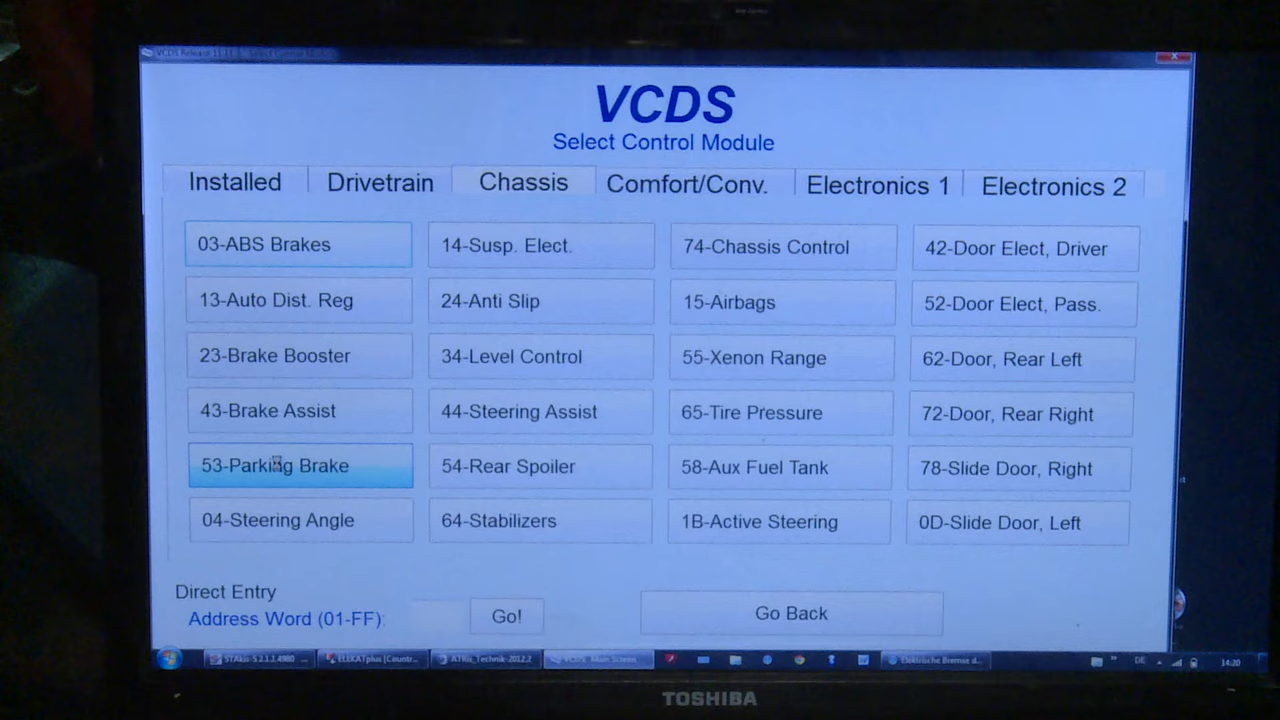 VCDS
Select Control Module
Installed Drivetrain Chassis Comfort/Conv. Electronics 1 Electronics 2
03-ABS Brakes 14-Susp. Elect. 74-Chassis Control 42-Door Elect, Driver
13-Auto Dist. Reg 24-Anti Slip 15-Airbags 52-Door Elect, Pass.
23-Brake Booster 34-Level Control 55-Xenon Range 62-Door, Rear Left
43-Brake Assist 44-Steering Assist 65-Tire Pressure 72-Door, Rear Right
53-Parking Brake 54-Rear Spoiler 58-Aux Fuel Tank 78-Slide Door, Right
04-Steering Angle 64-Stabilizers 1B-Active Steering 0D-Slide Door, Left
Direct Entry
Address Word (01-FF): Go! Go Back
DE 14:20
TOSHIBA